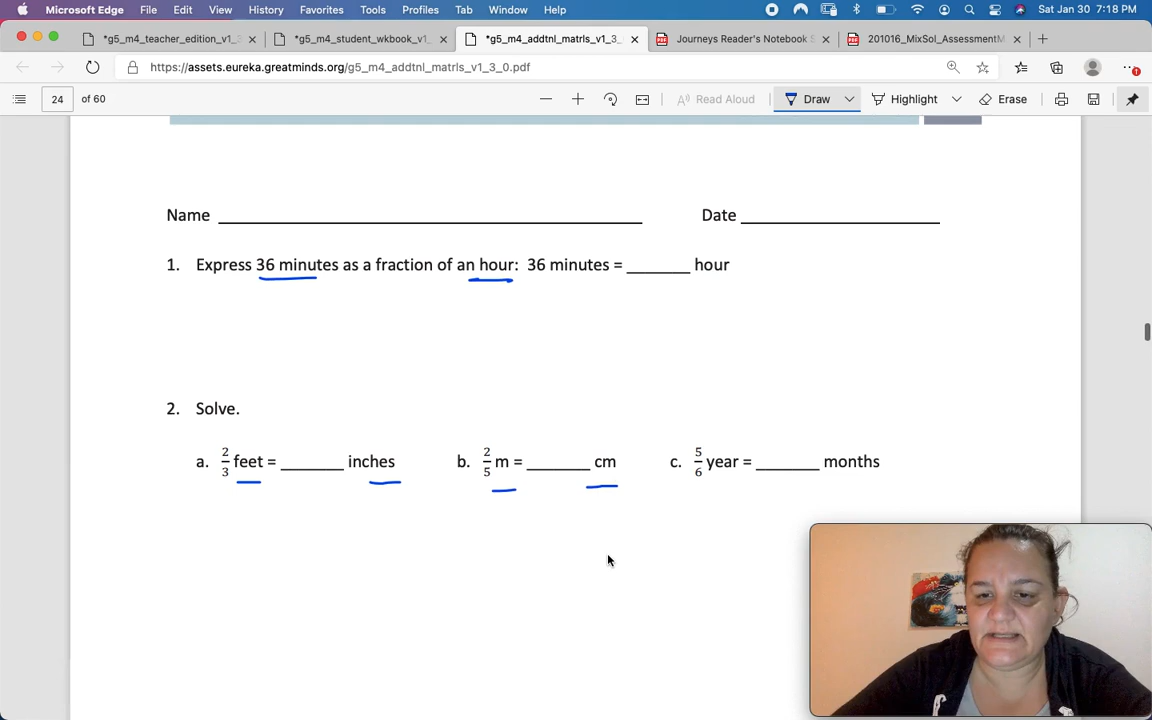 Microsoft Edge File Edit View History Favorites Tools Profiles Tab Window Help Sat Jan 30 7:18 PM
*g5_m4_teacher_edition_v1_3 *g5_m4_student_wkbook_v1_ *g5_m4_addtnl_matrls_v1_3_ Journeys Reader's Notebook 201016_MixSol_AssessmentM
https://assets.eureka.greatminds.org/g5_m4_addtnl_matrls_v1_3_0.pdf
24 of 60 Read Aloud Draw Highlight Erase
Name Date
1. Express 36 minutes as a fraction of an hour: 36 minutes = _______ hour
2. Solve.
a. 2/3 feet = _______ inches b. 2/5 m = _______ cm c. 5/6 year = _______ months